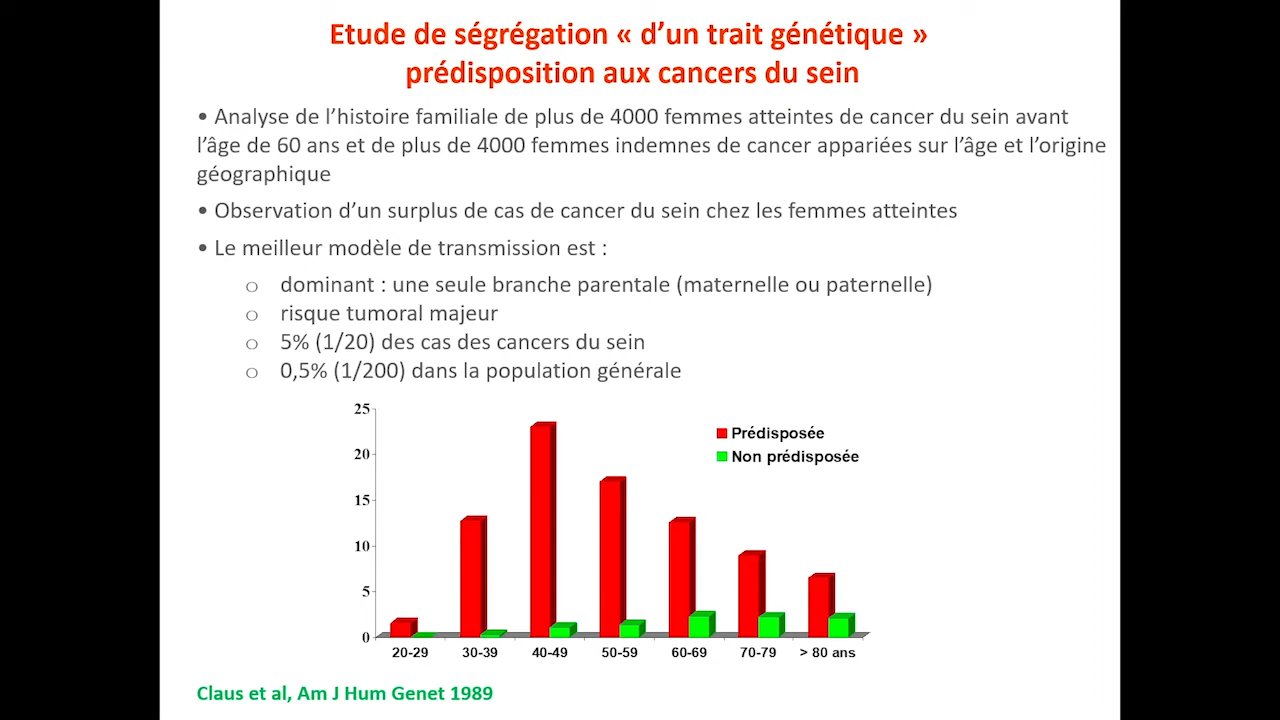 Etude de ségrégation « d’un trait génétique »
prédisposition aux cancers du sein
• Analyse de l’histoire familiale de plus de 4000 femmes atteintes de cancer du sein avant
l’âge de 60 ans et de plus de 4000 femmes indemnes de cancer appariées sur l’âge et l’origine
géographique
• Observation d’un surplus de cas de cancer du sein chez les femmes atteintes
• Le meilleur modèle de transmission est :
o dominant : une seule branche parentale (maternelle ou paternelle)
o risque tumoral majeur
o 5% (1/20) des cas des cancers du sein
o 0,5% (1/200) dans la population générale
25
20
15
10
5
0
Prédisposée
Non prédisposée
20-29 30-39 40-49 50-59 60-69 70-79 > 80 ans
Claus et al, Am J Hum Genet 1989